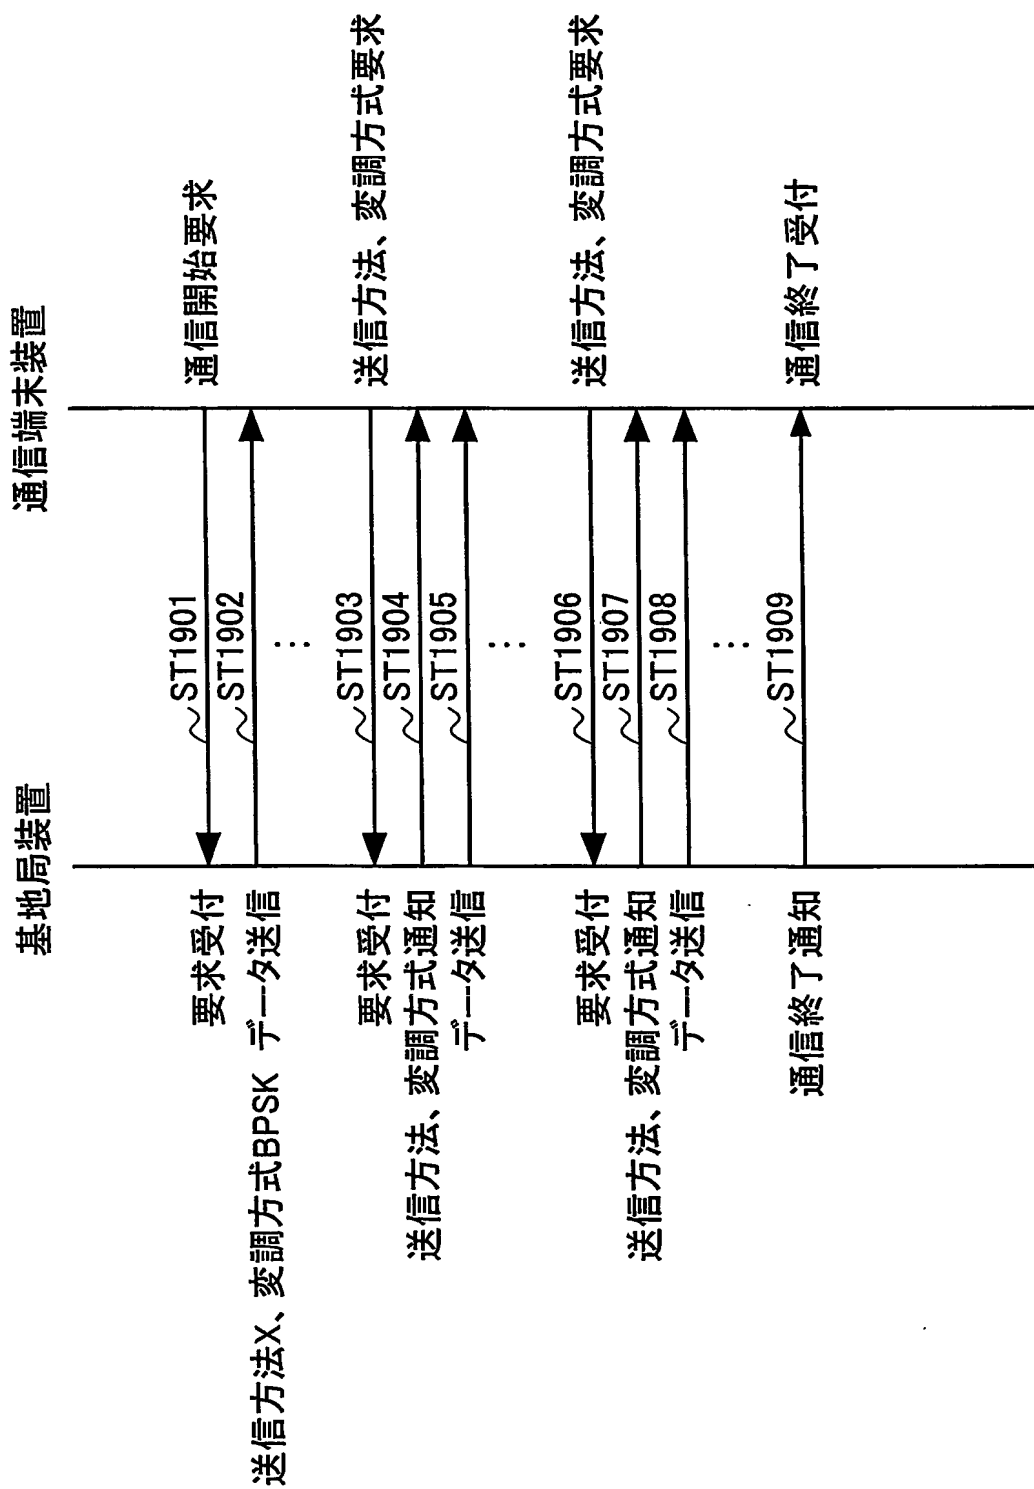 基地局装置
通信端末装置
要求受付
ST1901
通信開始要求
送信方法X、変調方式BPSK データ送信
ST1902
…
要求受付
ST1903
送信方法、変調方式要求
送信方法、変調方式通知
ST1904
データ送信
ST1905
…
要求受付
ST1906
送信方法、変調方式要求
送信方法、変調方式通知
ST1907
データ送信
ST1908
…
通信終了通知
ST1909
通信終了受付